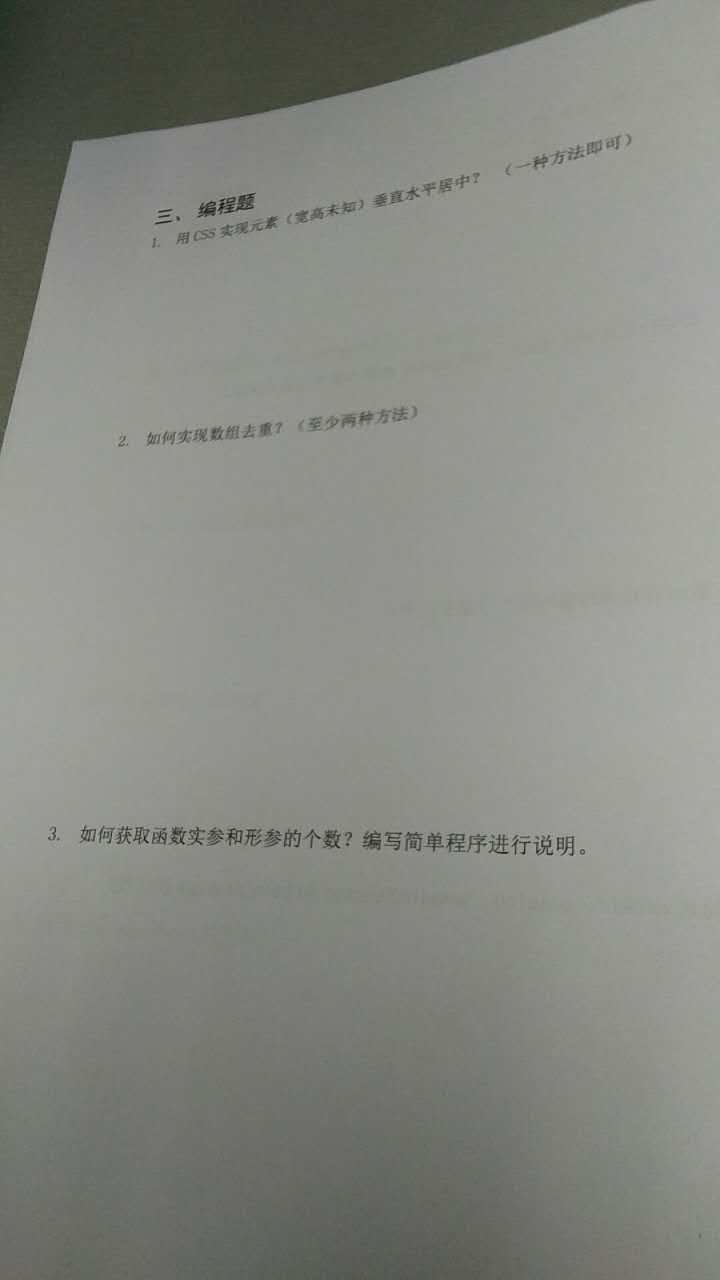 三、编程题
1. 用 CSS 实现元素（宽高未知）垂直水平居中？（一种方法即可）
2. 如何实现数组去重？（至少两种方法）
3. 如何获取函数实参和形参的个数？编写简单程序进行说明。